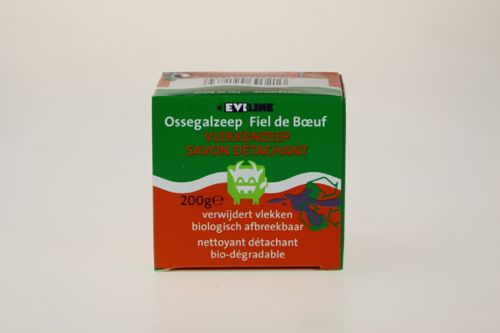 EVILINE
Ossegalzeep Fiel de Bœuf
VLEKKENZEEP
SAVON DÉTACHANT
200g℮
verwijdert vlekken
biologisch afbreekbaar
nettoyant détachant
bio-dégradable